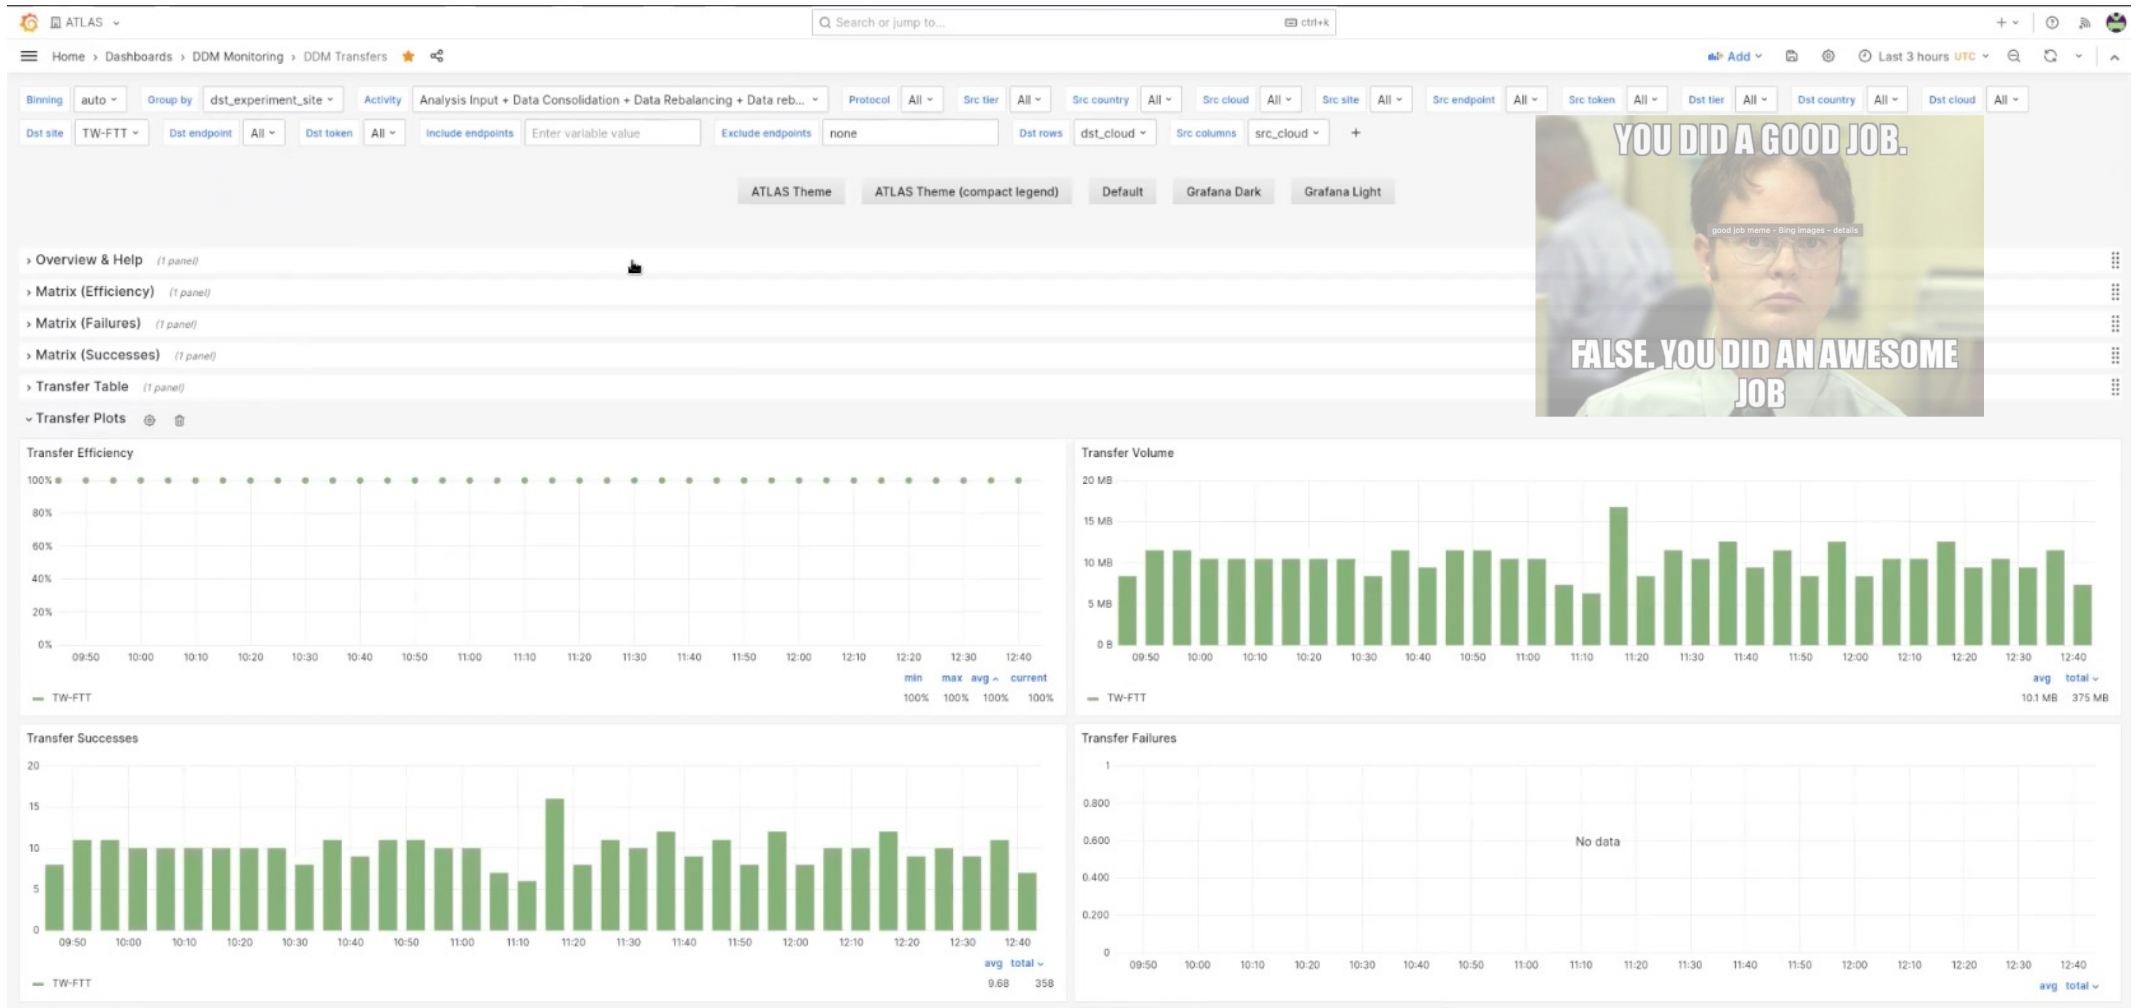 ATLAS
Search or jump to...
ctrl+k
Home › Dashboards › DDM Monitoring › DDM Transfers
Add
Last 3 hours UTC
Binning auto Group by dst_experiment_site Activity Analysis Input + Data Consolidation + Data Rebalancing + Data reb... Protocol All Src tier All Src country All Src cloud All Src site All Src endpoint All Src token All Dst tier All Dst country All Dst cloud All
Dst site TW-FTT Dst endpoint All Dst token All Include endpoints Enter variable value Exclude endpoints none Dst rows dst_cloud Src columns src_cloud +
YOU DID A GOOD JOB.
ATLAS Theme ATLAS Theme (compact legend) Default Grafana Dark Grafana Light
good job meme - Bing images - details
Overview & Help (1 panel)
Matrix (Efficiency) (1 panel)
Matrix (Failures) (1 panel)
Matrix (Successes) (1 panel)
FALSE. YOU DID AN AWESOME
JOB
Transfer Table (1 panel)
Transfer Plots
Transfer Efficiency
100%
80%
60%
40%
20%
0%
09:50 10:00 10:10 10:20 10:30 10:40 10:50 11:00 11:10 11:20 11:30 11:40 11:50 12:00 12:10 12:20 12:30 12:40
min max avg current
TW-FTT 100% 100% 100% 100%
Transfer Volume
20 MB
15 MB
10 MB
5 MB
0 B
09:50 10:00 10:10 10:20 10:30 10:40 10:50 11:00 11:10 11:20 11:30 11:40 11:50 12:00 12:10 12:20 12:30 12:40
avg total
TW-FTT 10.1 MB 375 MB
Transfer Successes
20
15
10
5
0
09:50 10:00 10:10 10:20 10:30 10:40 10:50 11:00 11:10 11:20 11:30 11:40 11:50 12:00 12:10 12:20 12:30 12:40
avg total
TW-FTT 9.68 358
Transfer Failures
1
0.800
0.600
0.400
0.200
0
No data
09:50 10:00 10:10 10:20 10:30 10:40 10:50 11:00 11:10 11:20 11:30 11:40 11:50 12:00 12:10 12:20 12:30 12:40
avg total